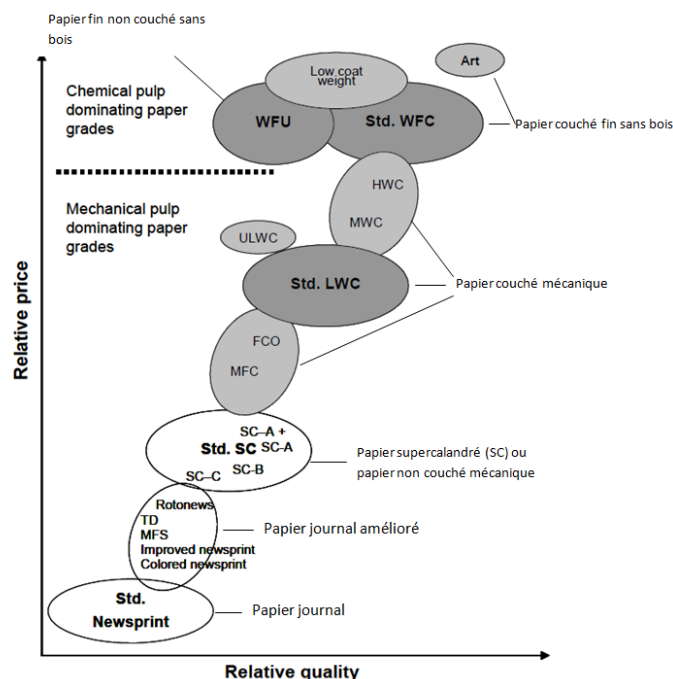 Papier fin non couché sans
bois
Low coat
weight
Art
Chemical pulp
dominating paper
grades
WFU
Std. WFC
Papier couché fin sans bois
HWC
MWC
Mechanical pulp
dominating paper
grades
ULWC
Std. LWC
Papier couché mécanique
Relative price
FCO
MFC
SC–A +
Std. SC SC-A
SC-B
SC–C
Papier supercalandré (SC) ou
papier non couché mécanique
Rotonews
TD
MFS
Improved newsprint
Colored newsprint
Papier journal amélioré
Std.
Newsprint
Papier journal
Relative quality